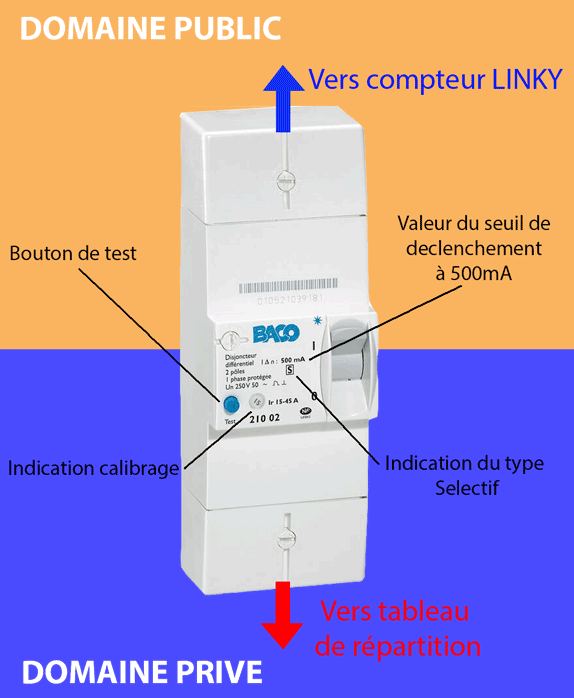 DOMAINE PUBLIC
Vers compteur LINKY
Valeur du seuil de
declenchement
à 500mA
Bouton de test
010521039181
BACO
I
Disjoncteur
différentiel I Δ n : 500 mA
2 pôles
S
1 phase protégée
Un 250 V 50 ~
Ir 15-45 A
0
Test
210 02
NF
Indication calibrage
Indication du type
Selectif
Vers tableau
de répartition
DOMAINE PRIVE